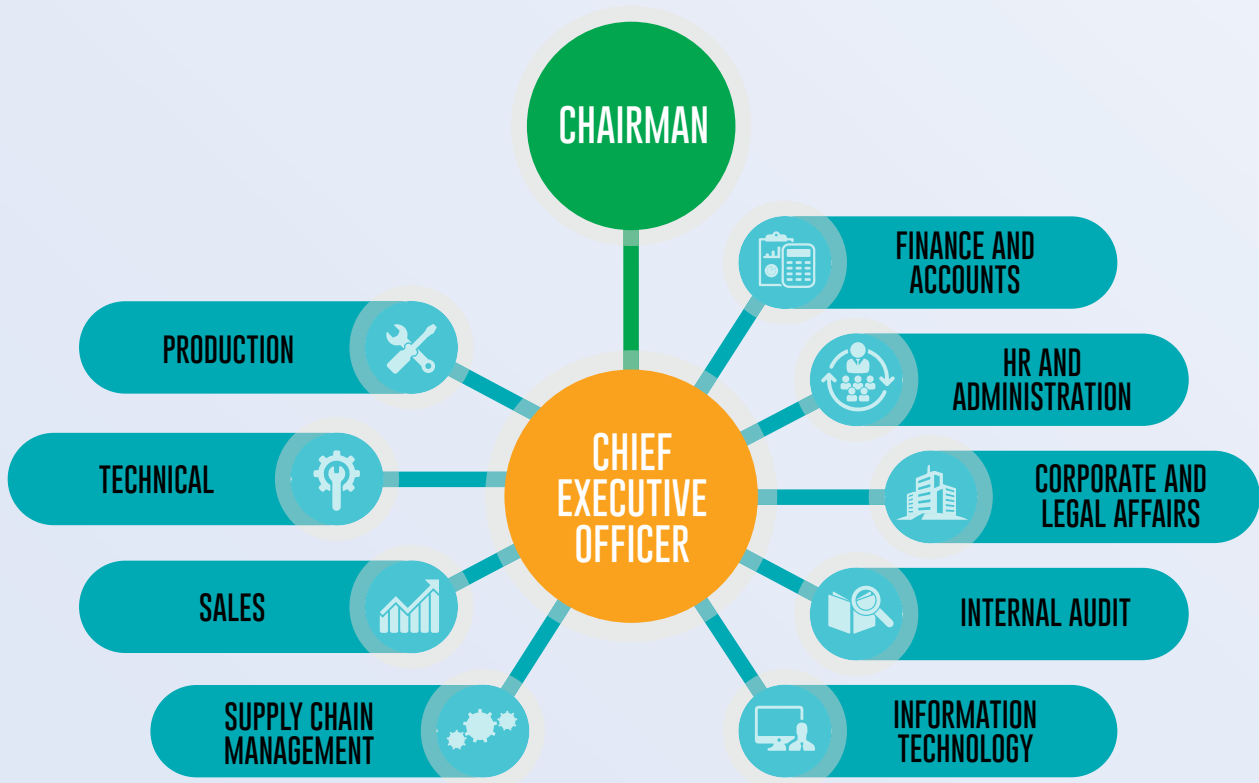 CHAIRMAN
FINANCE AND
ACCOUNTS
PRODUCTION
HR AND
ADMINISTRATION
CHIEF
EXECUTIVE
OFFICER
TECHNICAL
CORPORATE AND
LEGAL AFFAIRS
SALES
INTERNAL AUDIT
SUPPLY CHAIN
MANAGEMENT
INFORMATION
TECHNOLOGY